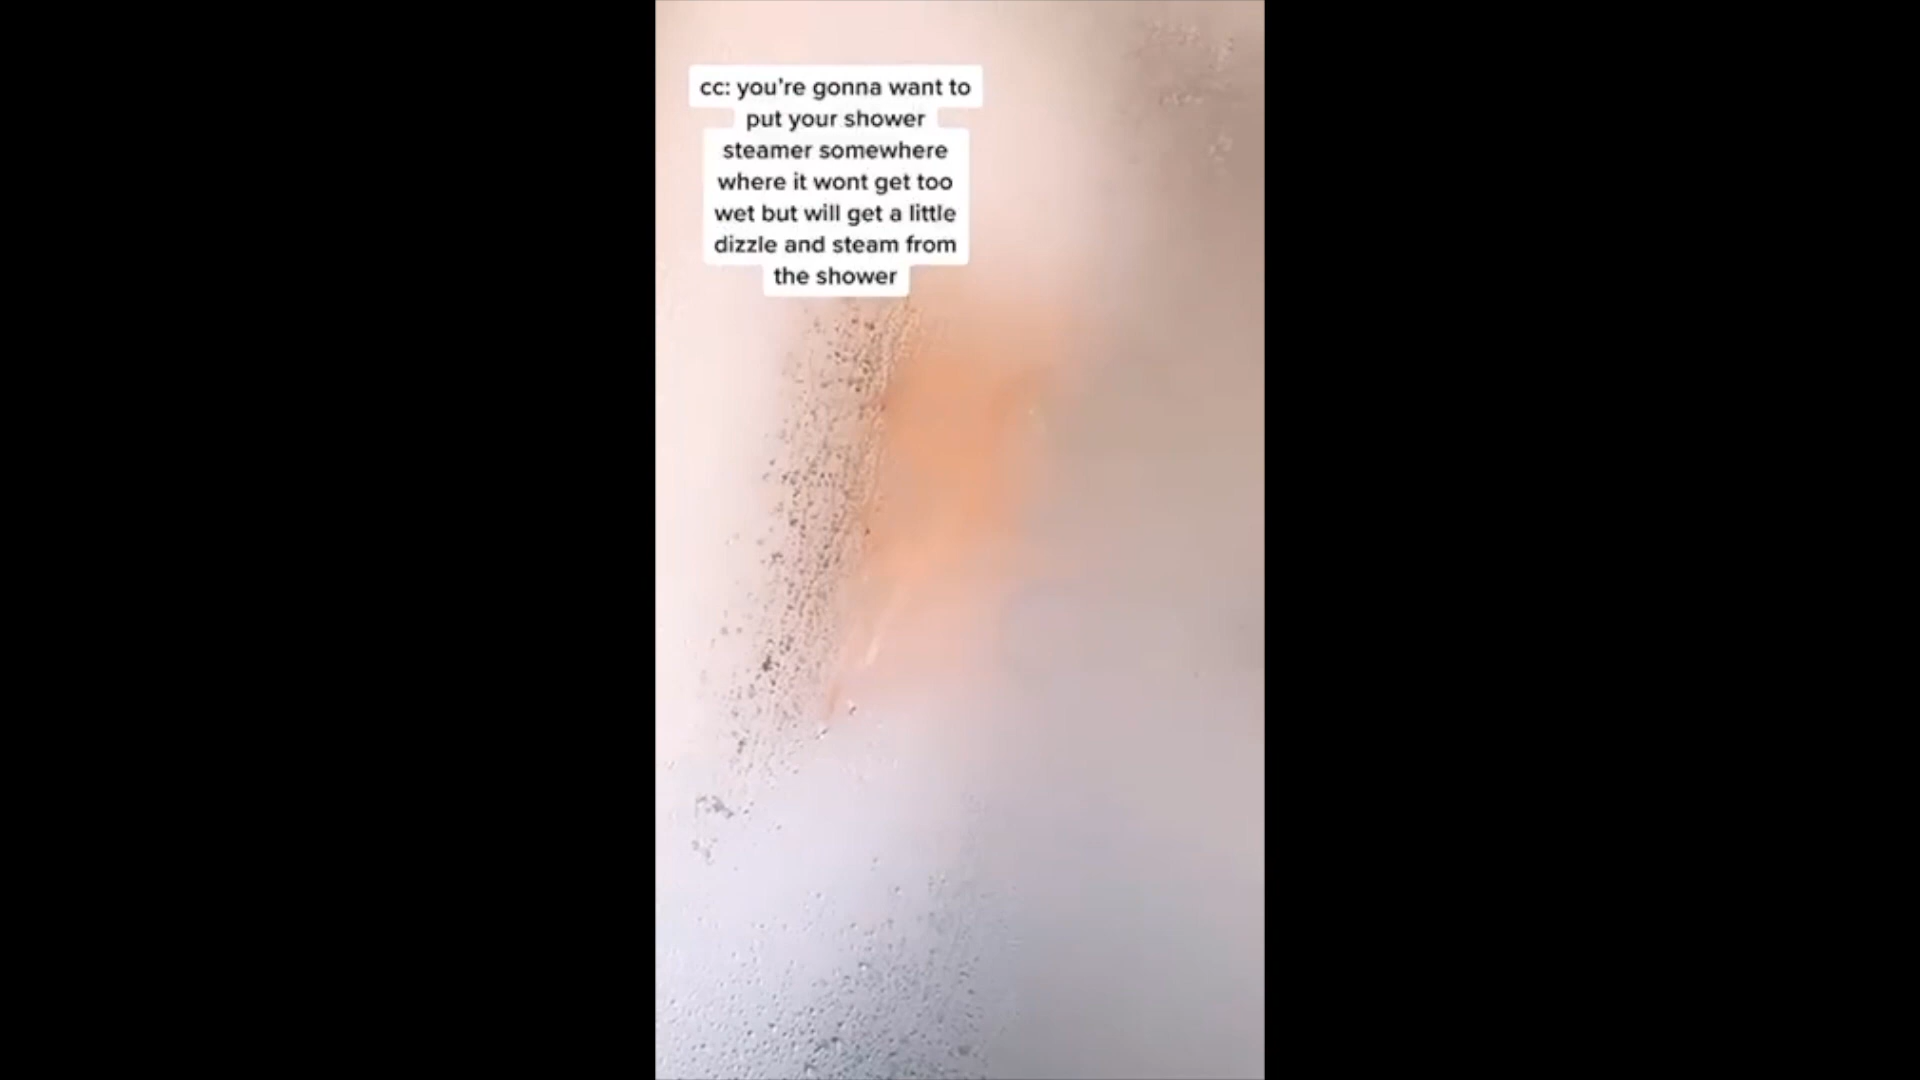 cc: you're gonna want to
put your shower
steamer somewhere
where it wont get too
wet but will get a little
dizzle and steam from
the shower